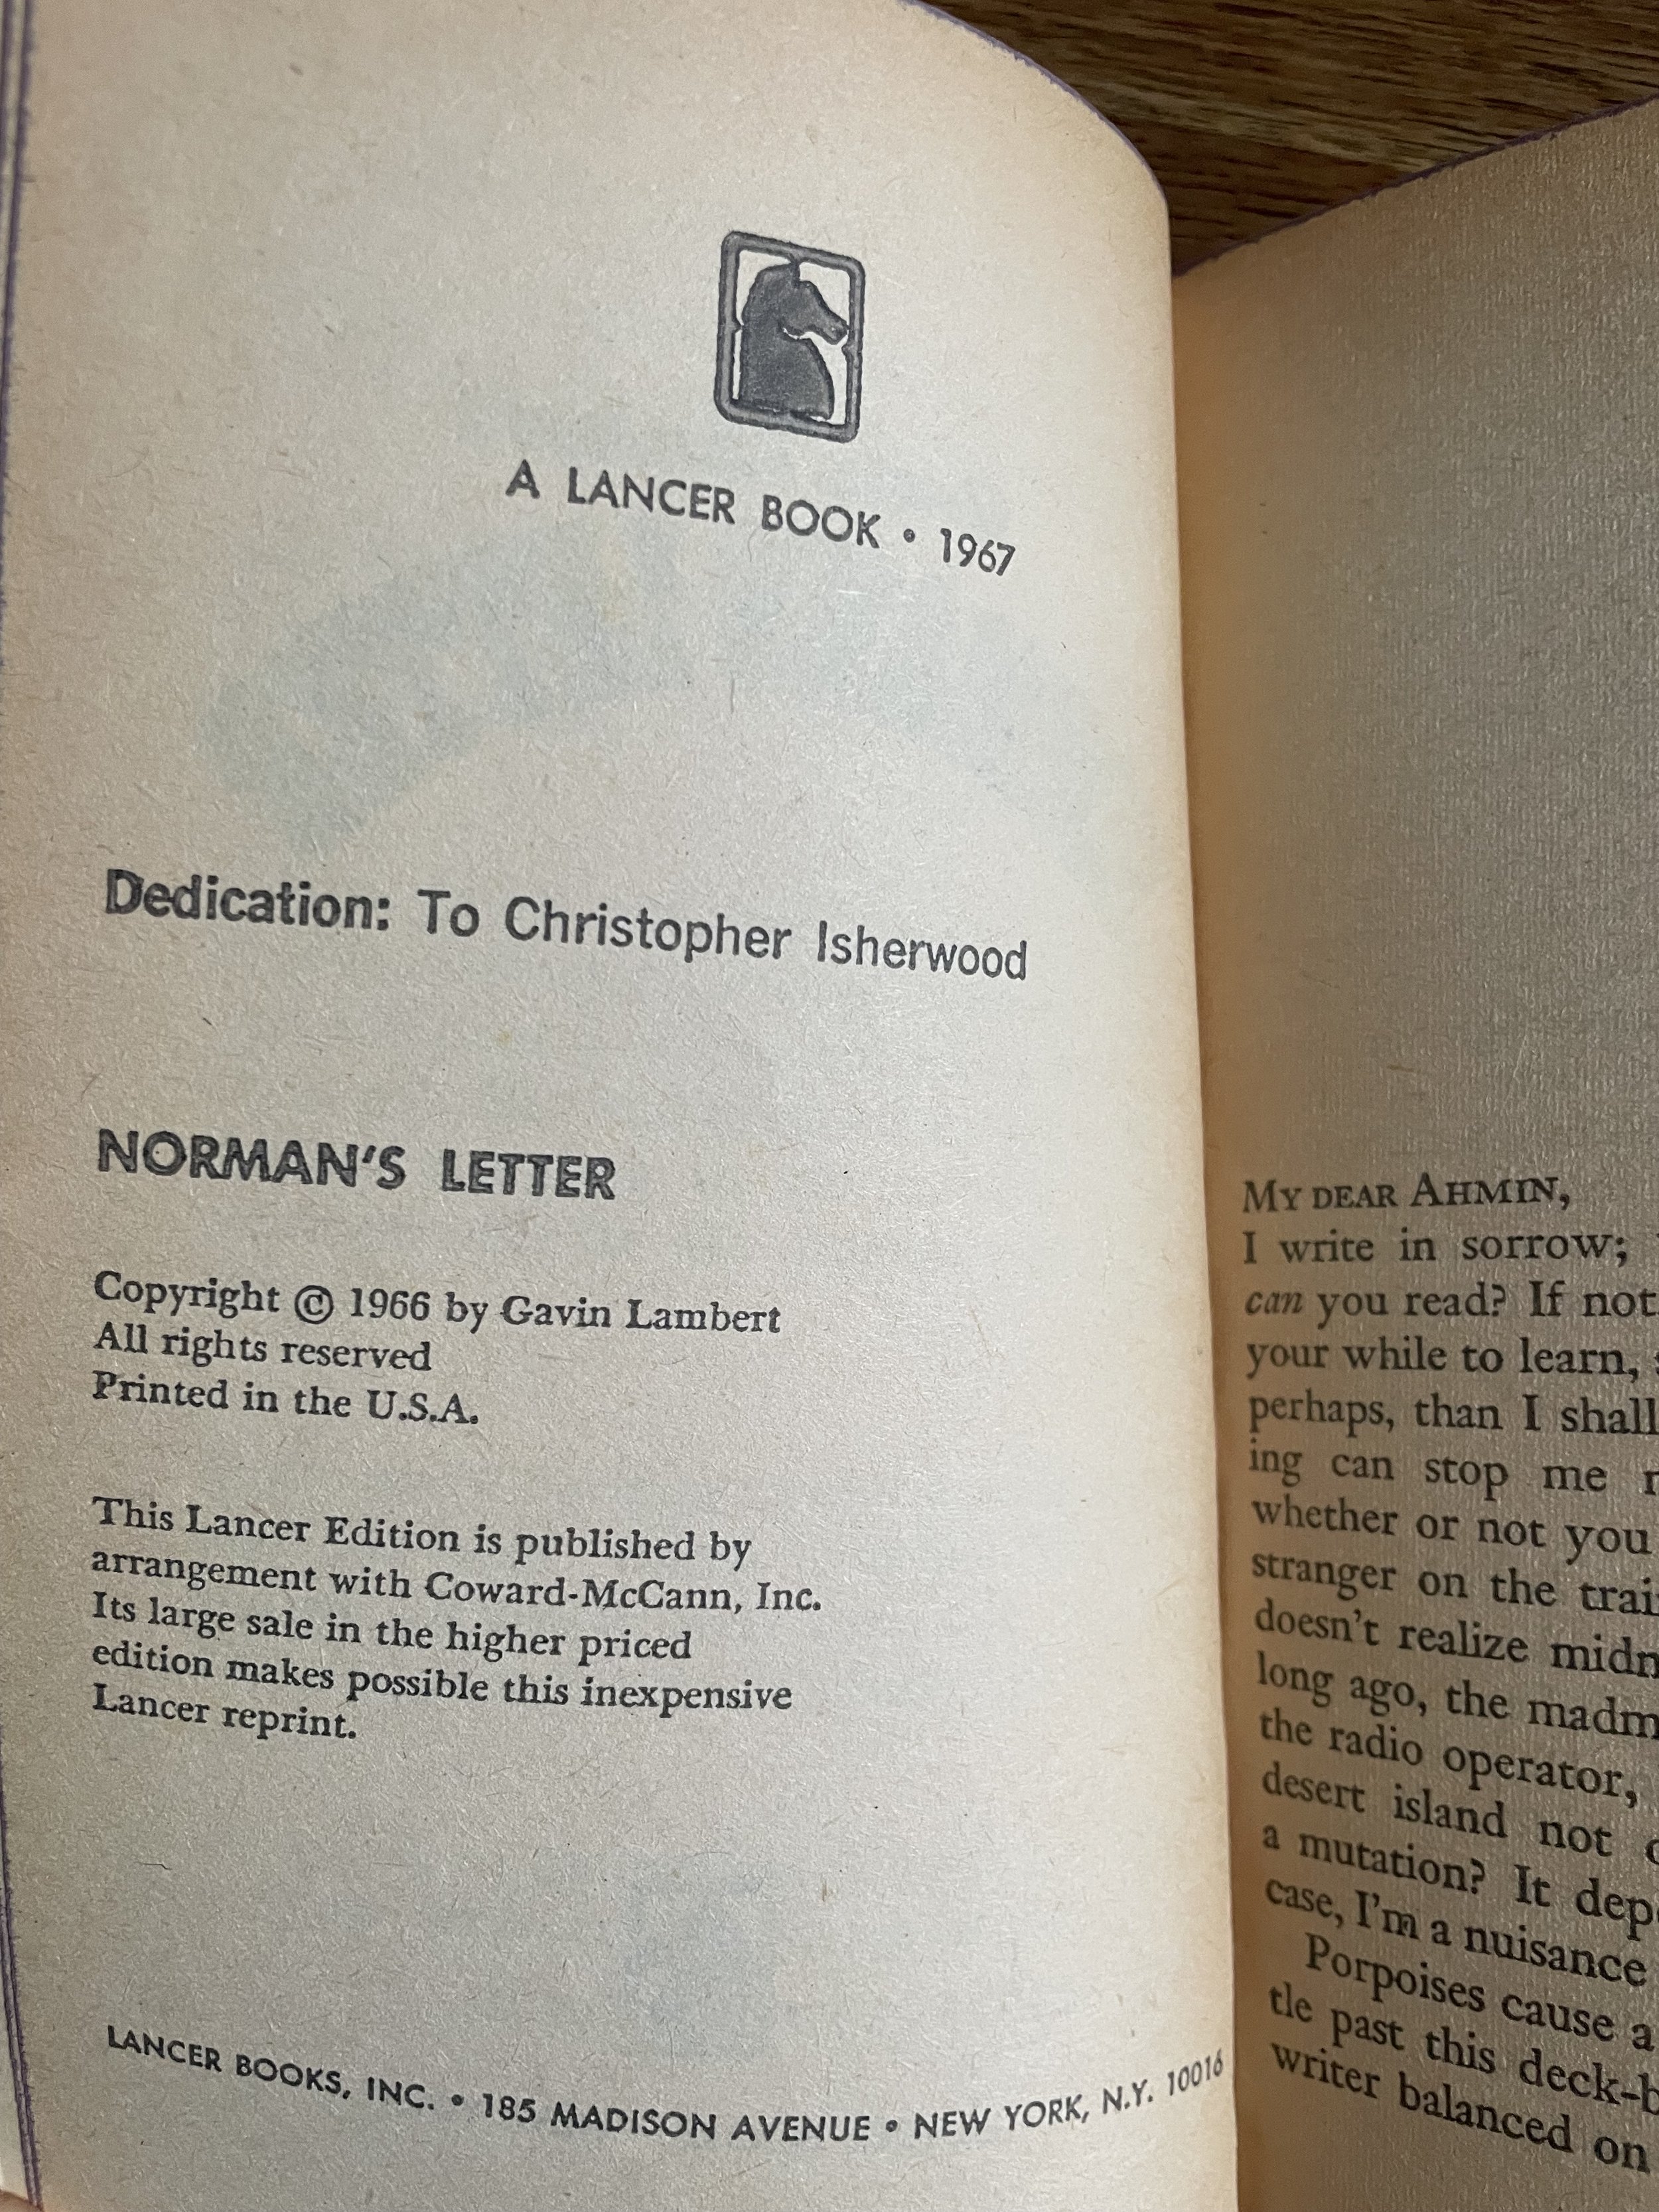 A LANCER BOOK • 1967
Dedication: To Christopher Isherwood
NORMAN'S LETTER
Copyright © 1966 by Gavin Lambert
All rights reserved
Printed in the U.S.A.
This Lancer Edition is published by
arrangement with Coward-McCann, Inc.
Its large sale in the higher priced
edition makes possible this inexpensive
Lancer reprint.
LANCER BOOKS, INC. • 185 MADISON AVENUE • NEW YORK, N.Y. 10016
MY DEAR AHMIN,
I write in sorrow;
can you read? If not
your while to learn,
perhaps, than I shall
ing can stop me
whether or not you
stranger on the
doesn't realize
long ago, the
the radio operator,
desert island not
a mutation? It
case, I'm a nuisance
Porpoises cause a
tle past this
writer balanced on